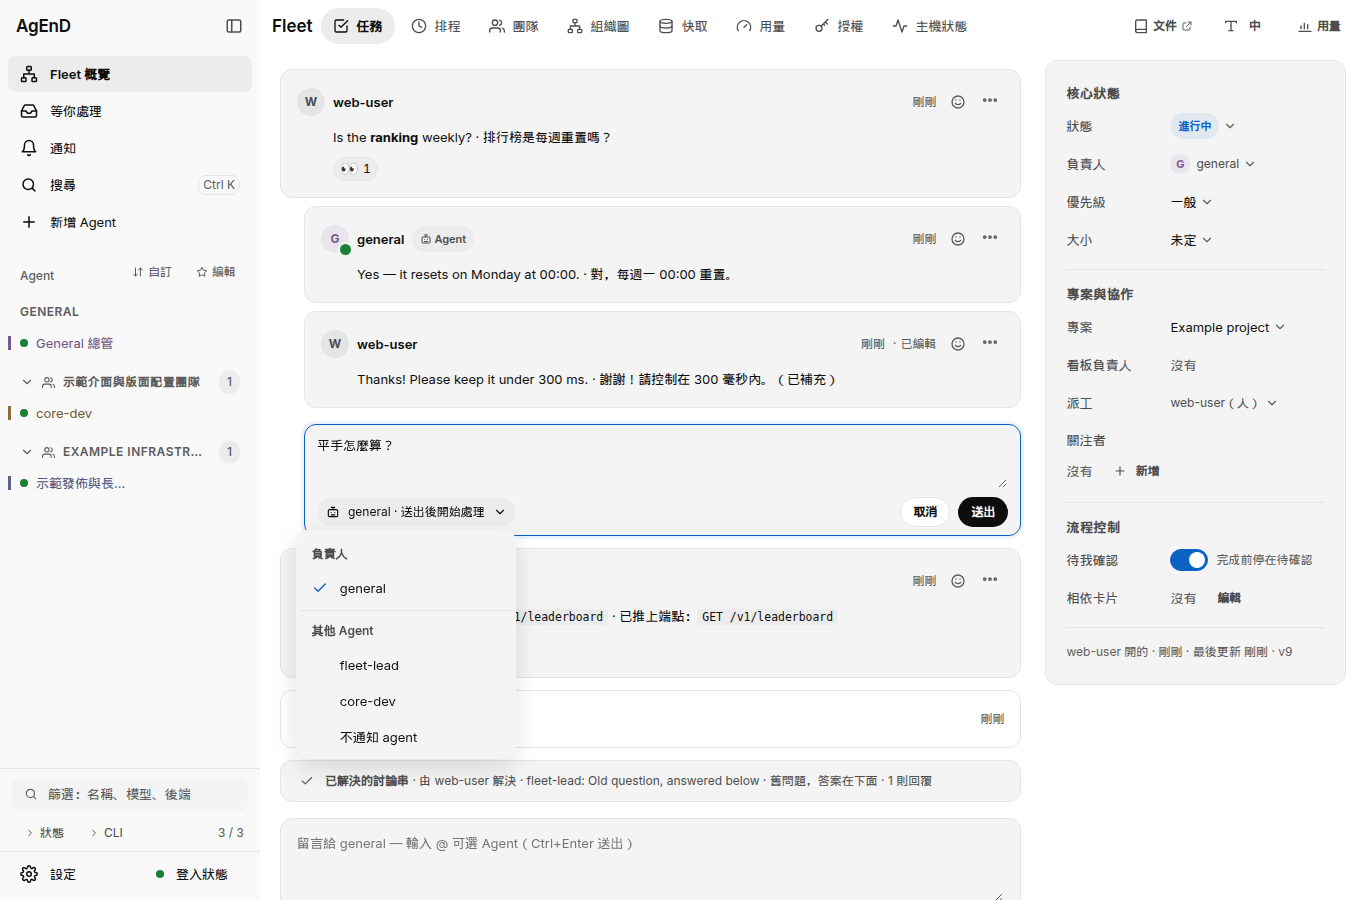 AgEnD
Fleet 概覽
等你處理
通知
搜尋 Ctrl K
新增 Agent
Agent 自訂 編輯
GENERAL
General 總管
示範介面與版面配置團隊 1
core-dev
EXAMPLE INFRASTR... 1
示範發佈與長...
篩選：名稱、模型、後端
狀態 CLI 3 / 3
設定 登入狀態
Fleet 任務 排程 團隊 組織圖 快取 用量 授權 主機狀態 文件 中 用量
W web-user 剛剛
Is the ranking weekly? · 排行榜是每週重置嗎？
👀 1
G general Agent 剛剛
Yes — it resets on Monday at 00:00. · 對，每週一 00:00 重置。
W web-user 剛剛 · 已編輯
Thanks! Please keep it under 300 ms. · 謝謝！請控制在 300 毫秒內。（已補充）
平手怎麼算？
general · 送出後開始處理 取消 送出
負責人
general
其他 Agent
fleet-lead
core-dev
不通知 agent
剛剛
1/leaderboard · 已推上端點： GET /v1/leaderboard
剛剛
已解決的討論串 · 由 web-user 解決 · fleet-lead: Old question, answered below · 舊問題，答案在下面 · 1 則回覆
留言給 general — 輸入 @ 可選 Agent（Ctrl+Enter 送出）
核心狀態
狀態 進行中
負責人 G general
優先級 一般
大小 未定
專案與協作
專案 Example project
看板負責人 沒有
派工 web-user（人）
關注者
沒有 新增
流程控制
待我確認 完成前停在待確認
相依卡片 沒有 編輯
web-user 開的 · 剛剛 · 最後更新 剛剛 · v9